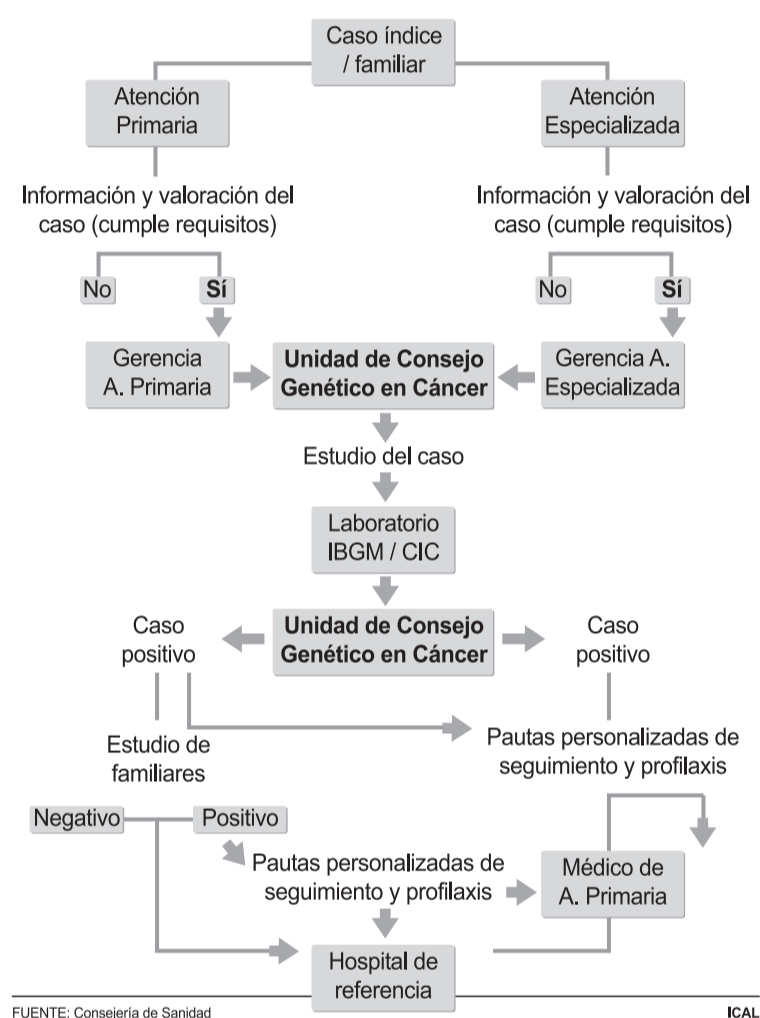 Caso índice
/ familiar
Atención
Primaria
Atención
Especializada
Información y valoración del
caso (cumple requisitos)
Información y valoración del
caso (cumple requisitos)
No
Sí
No
Sí
Gerencia
A. Primaria
Unidad de Consejo
Genético en Cáncer
Gerencia A.
Especializada
Estudio del caso
Laboratorio
IBGM / CIC
Caso
positivo
Unidad de Consejo
Genético en Cáncer
Caso
positivo
Estudio de
familiares
Pautas personalizadas de
seguimiento y profilaxis
Negativo
Positivo
Pautas personalizadas de
seguimiento y profilaxis
Médico de
A. Primaria
Hospital de
referencia
FUENTE: Consejería de Sanidad
ICAL